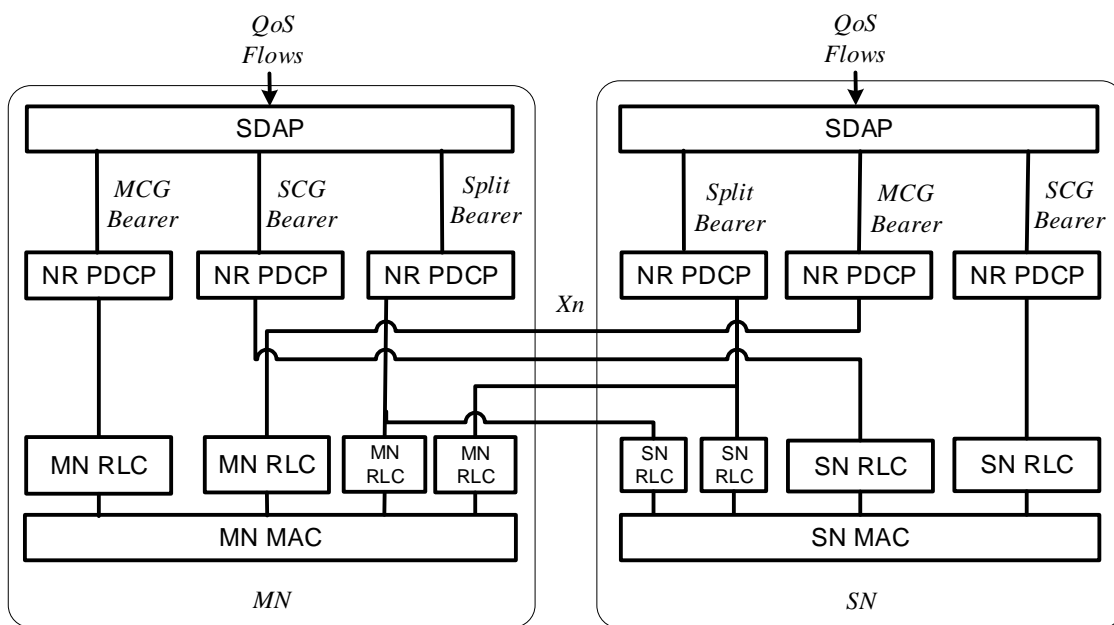 QoS
Flows
QoS
Flows
SDAP
SDAP
MCG
Bearer
SCG
Bearer
Split
Bearer
Split
Bearer
MCG
Bearer
SCG
Bearer
NR PDCP
NR PDCP
NR PDCP
NR PDCP
NR PDCP
NR PDCP
Xn
MN RLC
MN RLC
MN
RLC
MN
RLC
SN
RLC
SN
RLC
SN RLC
SN RLC
MN MAC
SN MAC
MN
SN